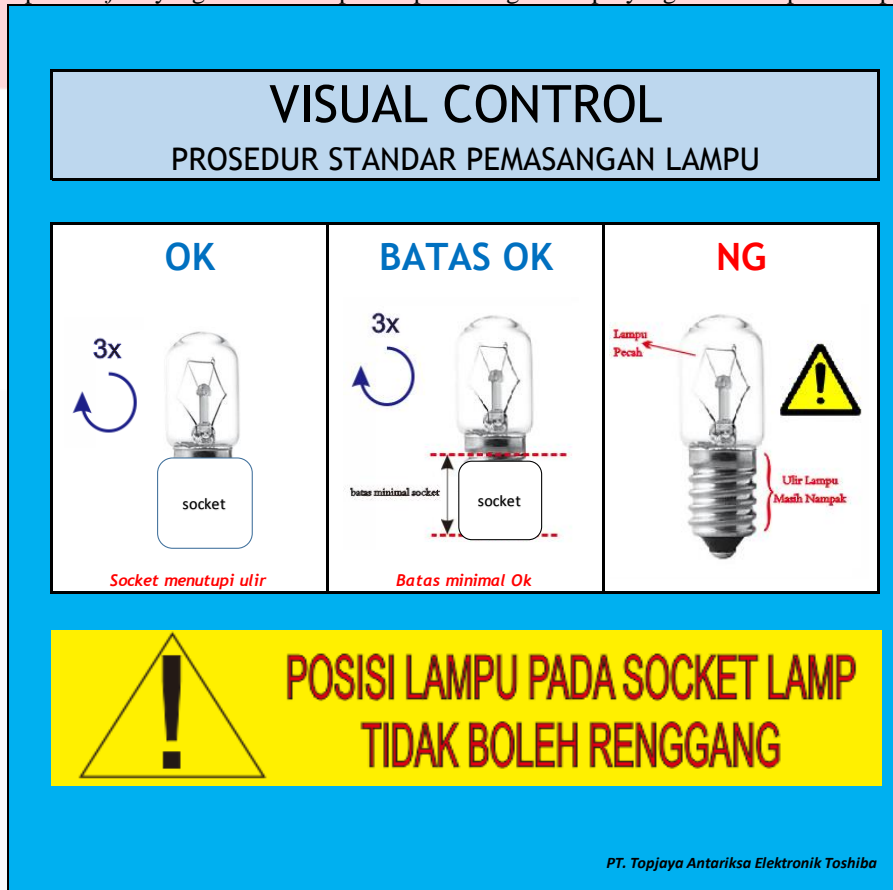 VISUAL CONTROL
PROSEDUR STANDAR PEMASANGAN LAMPU
OK
3x
socket
Socket menutupi ulir
BATAS OK
3x
batas minimal socket
socket
Batas minimal Ok
NG
Lampu
Pecah
Ulir Lampu
Masih Nampak
POSISI LAMPU PADA SOCKET LAMP
TIDAK BOLEH RENGGANG
PT. Topjaya Antariksa Elektronik Toshiba